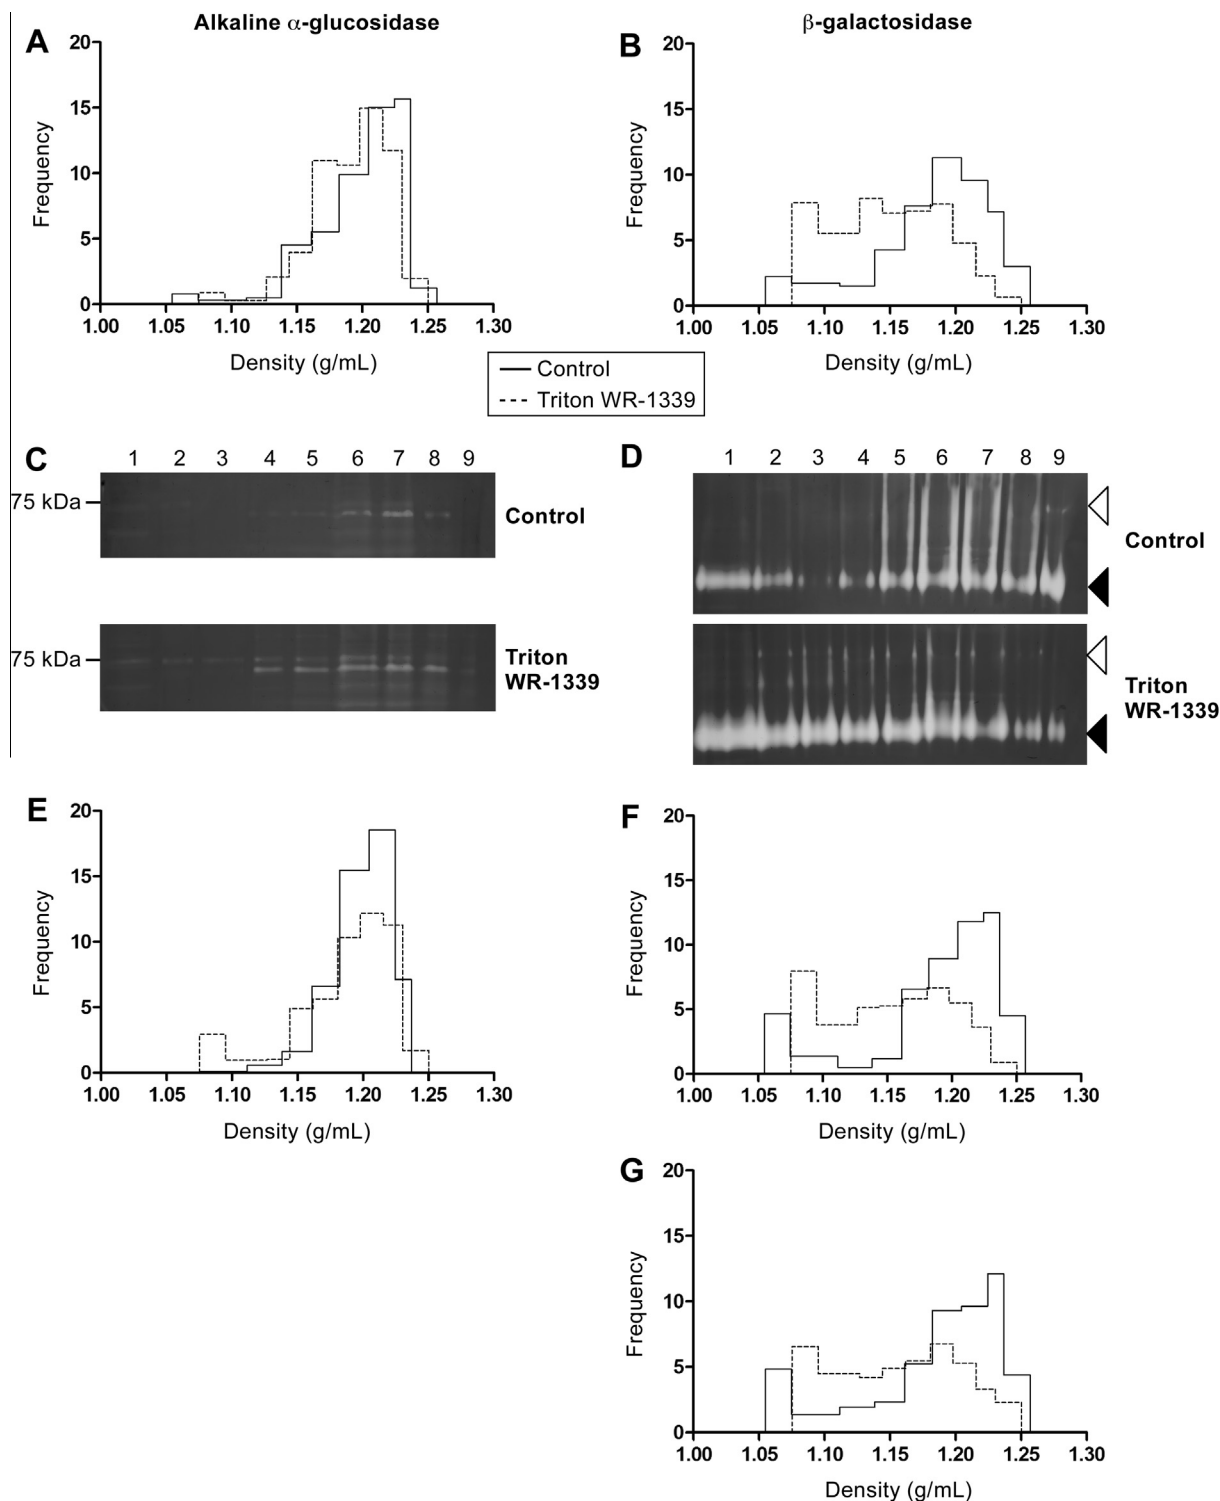 Alkaline α-glucosidase
β-galactosidase
A
20
15
10
5
0
Frequency
1.00 1.05 1.10 1.15 1.20 1.25 1.30
Density (g/mL)
B
20
15
10
5
0
Frequency
1.00 1.05 1.10 1.15 1.20 1.25 1.30
Density (g/mL)
Control
Triton WR-1339
C
1 2 3 4 5 6 7 8 9
75 kDa
Control
75 kDa
Triton
WR-1339
D
1 2 3 4 5 6 7 8 9
Control
Triton
WR-1339
E
20
15
10
5
0
Frequency
1.00 1.05 1.10 1.15 1.20 1.25 1.30
Density (g/mL)
F
20
15
10
5
0
Frequency
1.00 1.05 1.10 1.15 1.20 1.25 1.30
Density (g/mL)
G
20
15
10
5
0
Frequency
1.00 1.05 1.10 1.15 1.20 1.25 1.30
Density (g/mL)